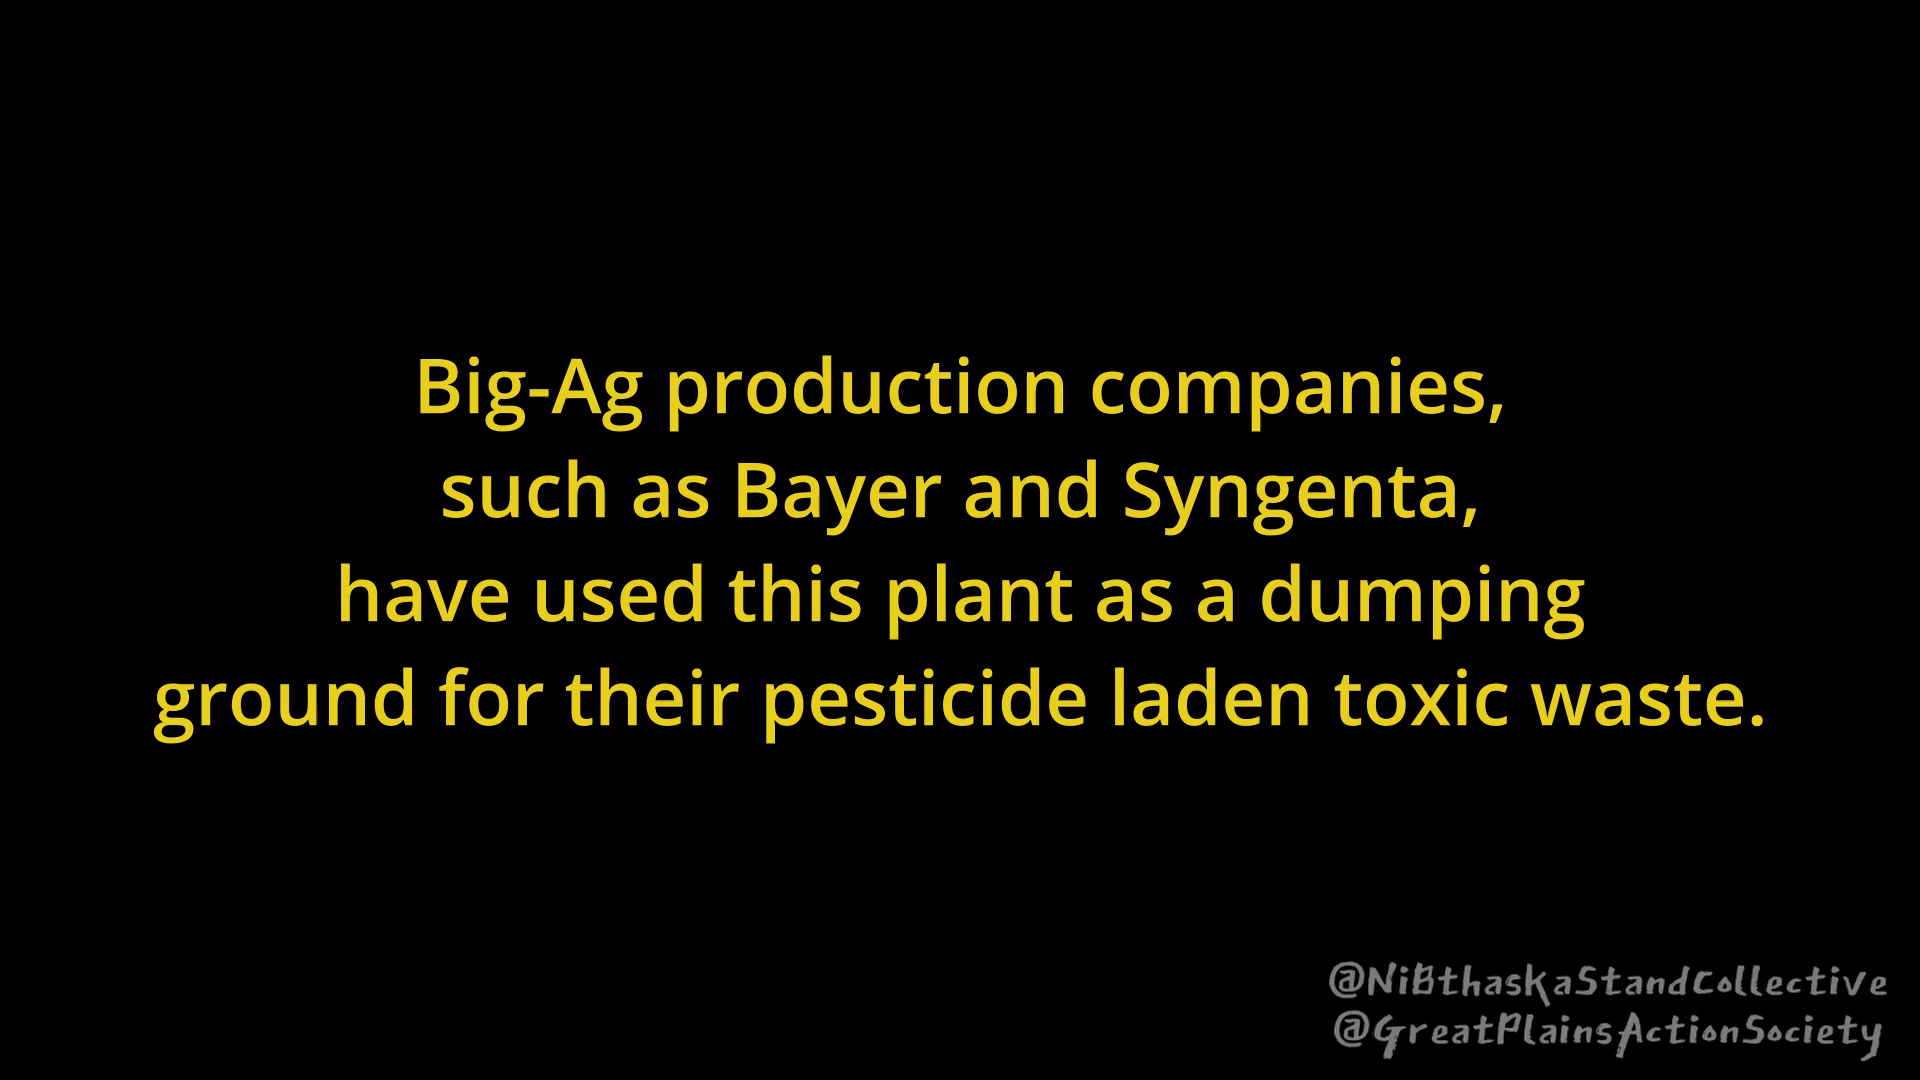 Big-Ag production companies,
such as Bayer and Syngenta,
have used this plant as a dumping
ground for their pesticide laden toxic waste.
@NiBthaskaStandCollective
@GreatPlainsActionSociety